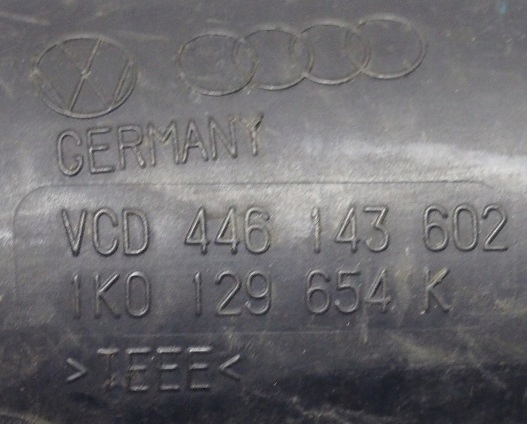 GERMANY
VCD 446 143 602
1K0 129 654 K
>TEEE<